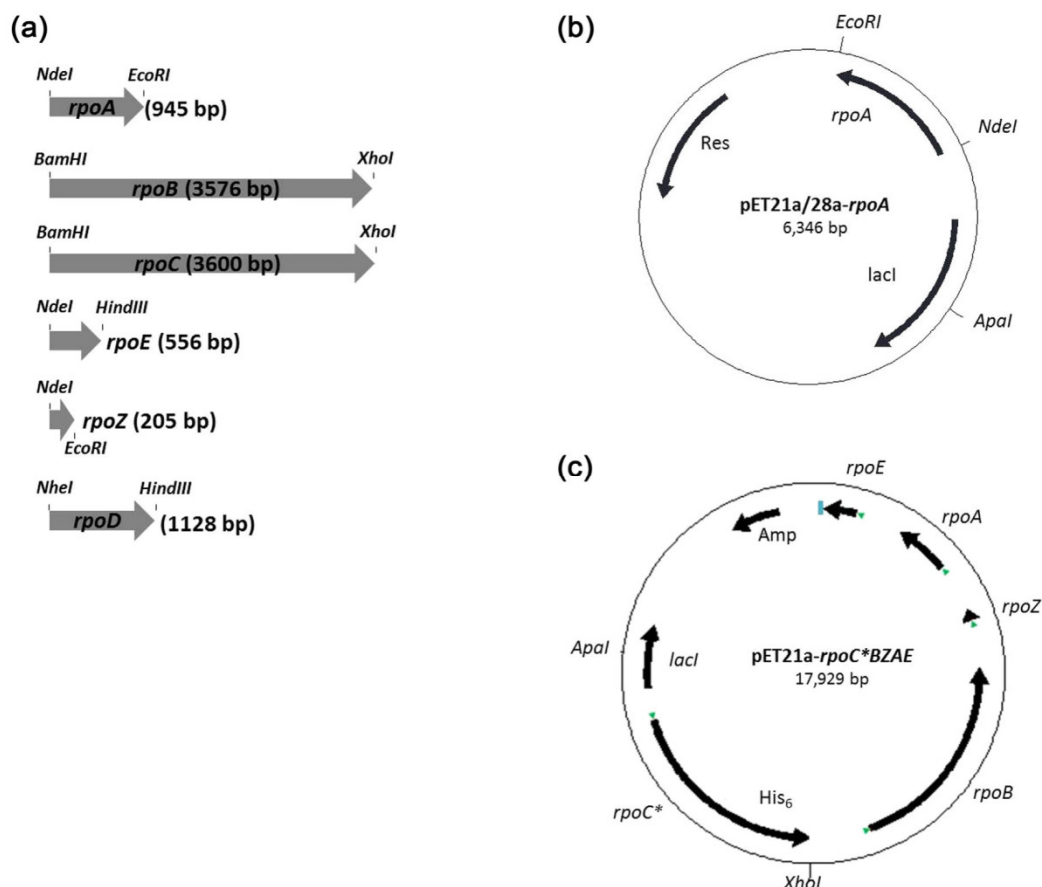 (a)
NdeI EcoRI
rpoA (945 bp)
BamHI XhoI
rpoB (3576 bp)
BamHI XhoI
rpoC (3600 bp)
NdeI HindIII
rpoE (556 bp)
NdeI
rpoZ (205 bp)
EcoRI
NheI HindIII
rpoD (1128 bp)
(b)
EcoRI
rpoA
NdeI
Res
pET21a/28a-rpoA
6,346 bp
lacI
ApaI
(c)
rpoE
rpoA
Amp
rpoZ
ApaI
lacI
pET21a-rpoC*BZAE
17,929 bp
rpoC*
His6
rpoB
XhoI